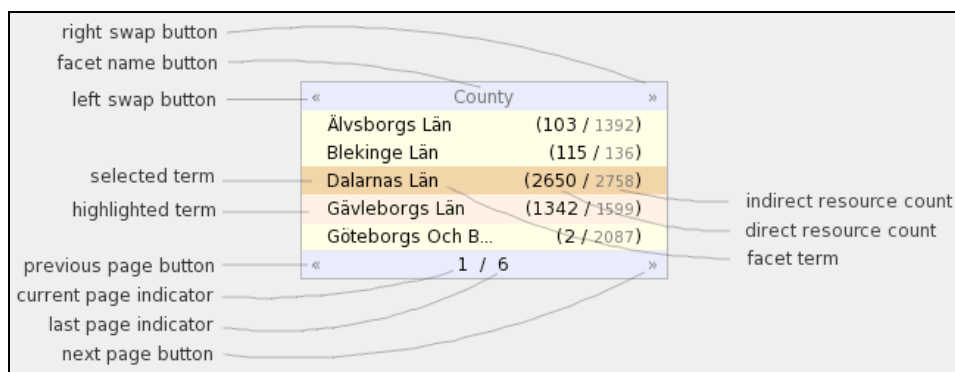 right swap button
facet name button
left swap button
« County »
Älvsborgs Län (103 / 1392)
Blekinge Län (115 / 136)
selected term
Dalarnas Län (2650 / 2758)
indirect resource count
highlighted term
Gävleborgs Län (1342 / 1599)
direct resource count
Göteborgs Och B... (2 / 2087)
facet term
previous page button
« 1 / 6 »
current page indicator
last page indicator
next page button